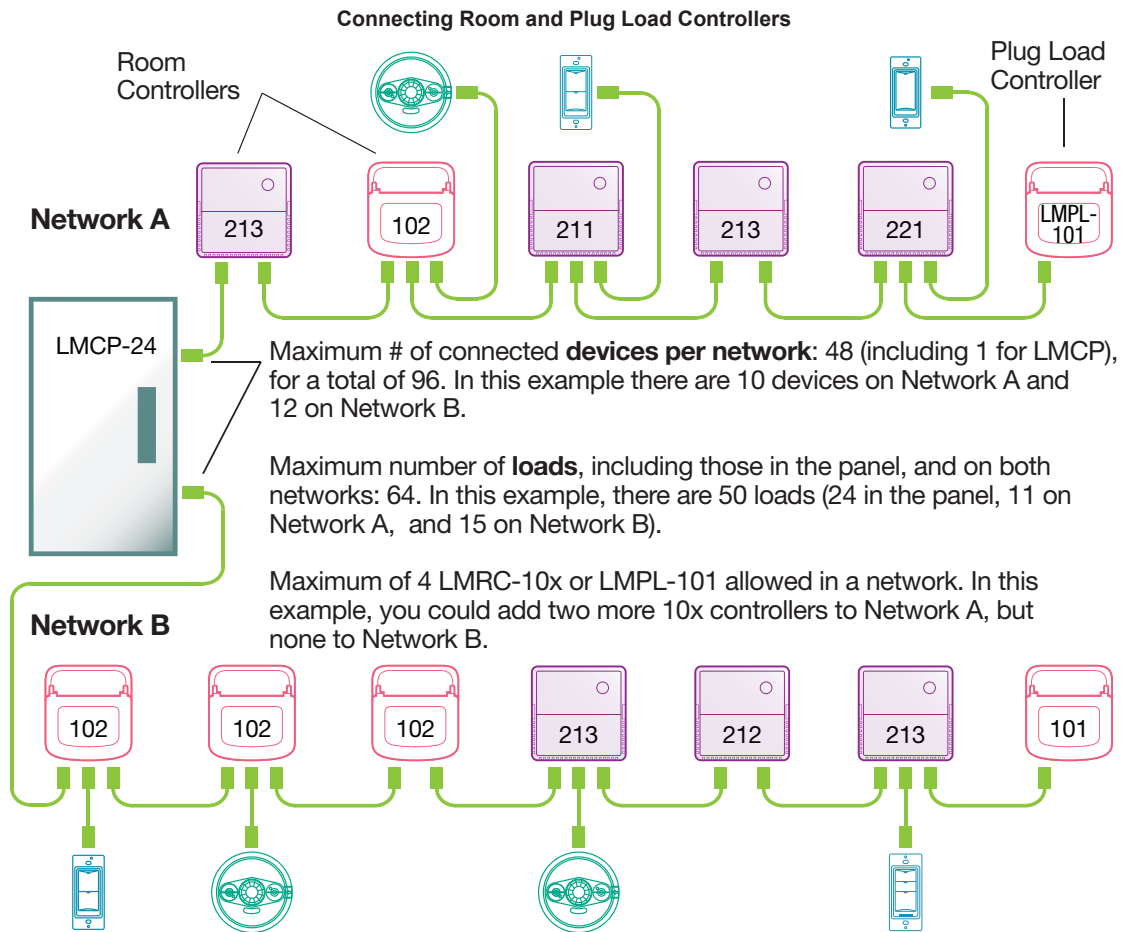 Connecting Room and Plug Load Controllers
Room
Controllers
Plug Load
Controller
Network A
213
102
211
213
221
LMPL-
101
LMCP-24
Maximum # of connected devices per network: 48 (including 1 for LMCP),
for a total of 96. In this example there are 10 devices on Network A and
12 on Network B.
Maximum number of loads, including those in the panel, and on both
networks: 64. In this example, there are 50 loads (24 in the panel, 11 on
Network A, and 15 on Network B).
Maximum of 4 LMRC-10x or LMPL-101 allowed in a network. In this
example, you could add two more 10x controllers to Network A, but
none to Network B.
Network B
102
102
102
213
212
213
101